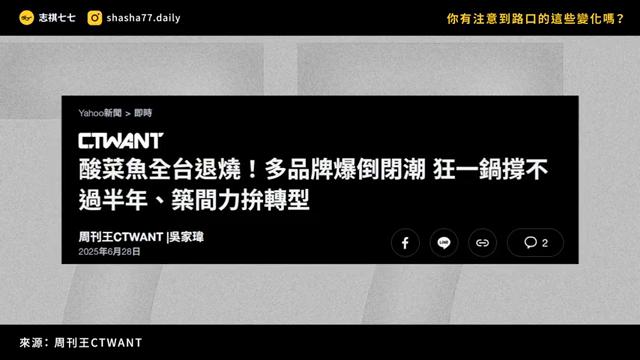 志祺七七
shasha77.daily
你有注意到路口的這些變化嗎？
Yahoo新聞 > 即時
CTWANT
酸菜魚全台退燒！多品牌爆倒閉潮 狂一鍋撐不
過半年、築間力拚轉型
周刊王CTWANT |吳家瑋
2025年6月28日
LINE
2
來源： 周刊王CTWANT